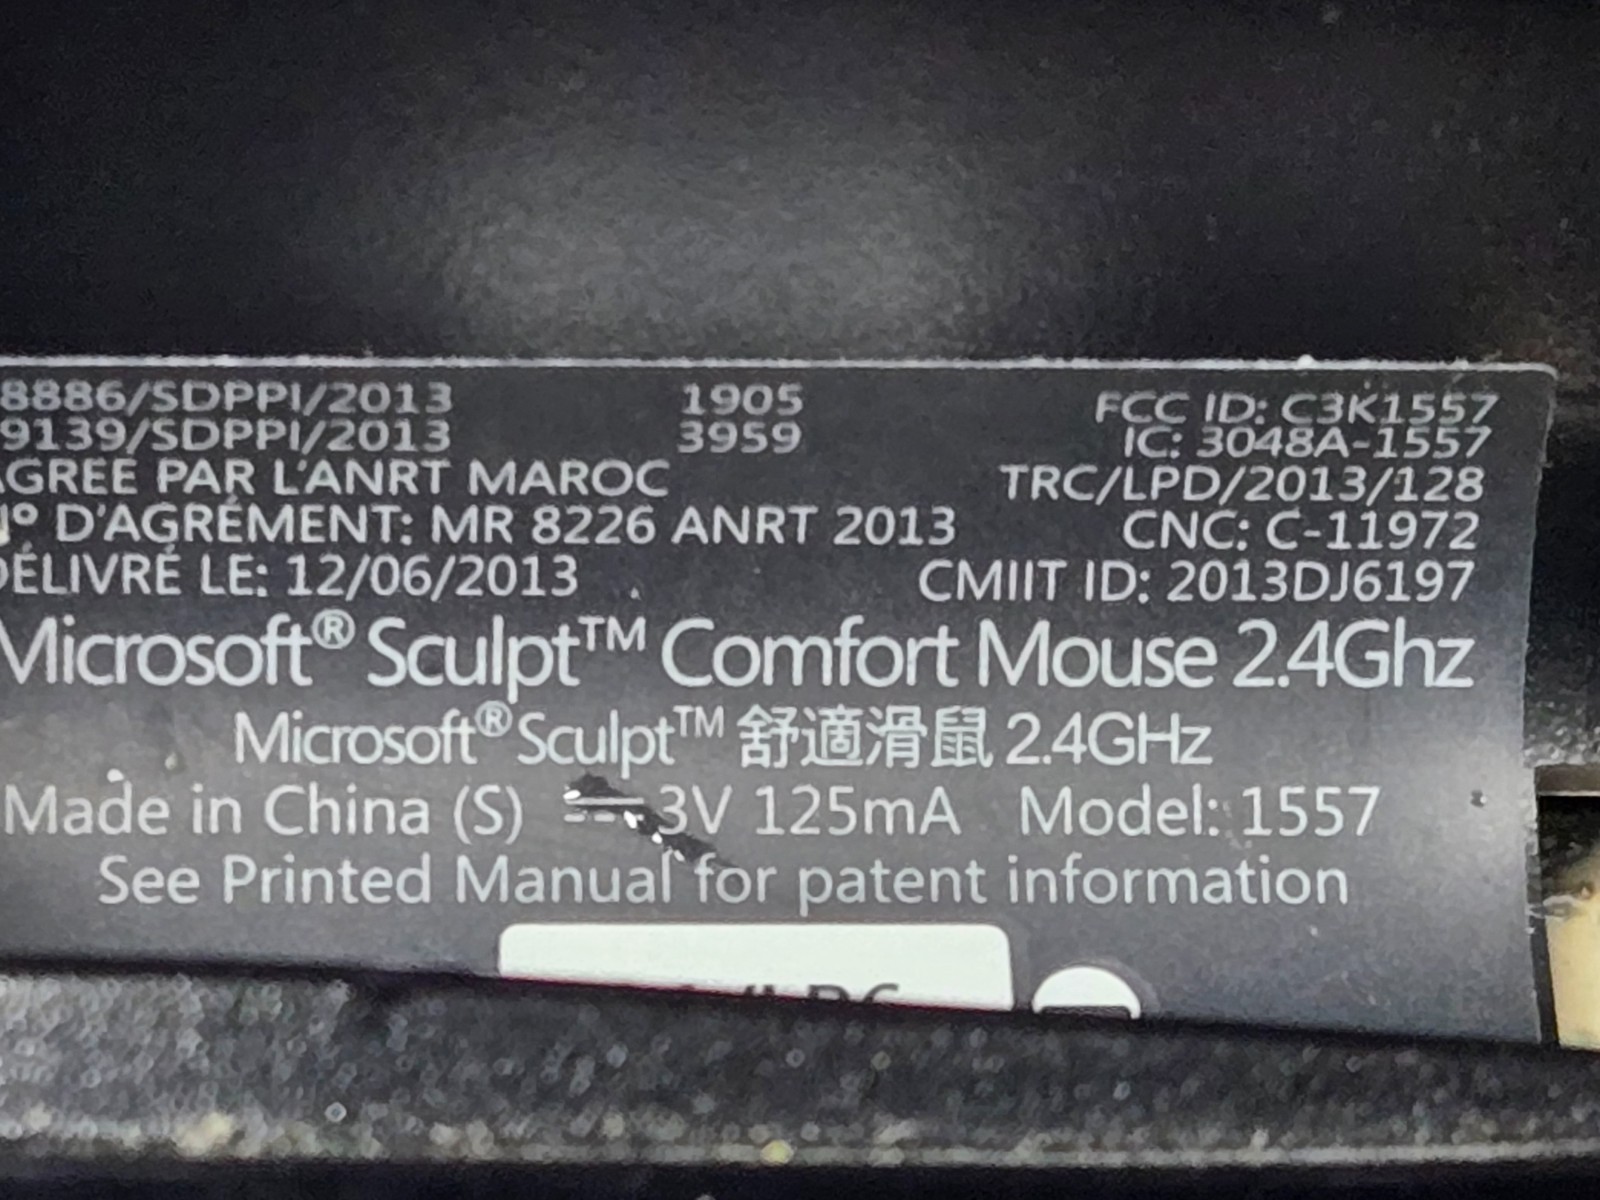 8886/SDPPI/2013 1905 FCC ID: C3K1557
9139/SDPPI/2013 3959 IC: 3048A-1557
AGRÉÉ PAR L'ANRT MAROC TRC/LPD/2013/128
N° D'AGRÉMENT: MR 8226 ANRT 2013 CNC: C-11972
DÉLIVRÉ LE: 12/06/2013 CMIIT ID: 2013DJ6197
Microsoft® Sculpt™ Comfort Mouse 2.4Ghz
Microsoft® Sculpt™ 舒適滑鼠 2.4GHz
Made in China (S) ⎓ 3V 125mA Model: 1557
See Printed Manual for patent information